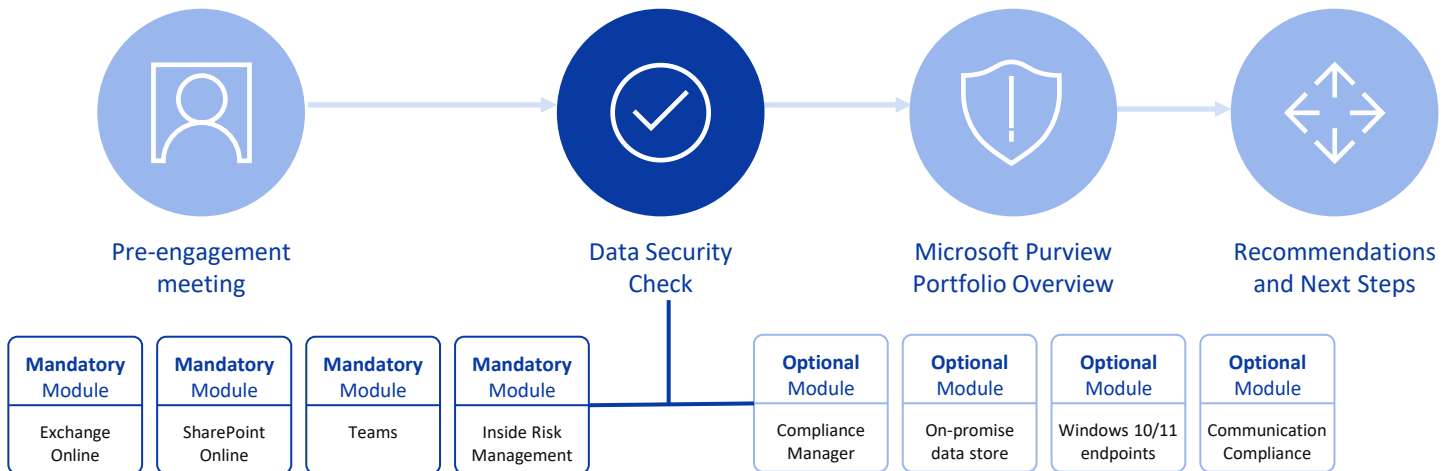 Pre-engagement
meeting
Data Security
Check
Microsoft Purview
Portfolio Overview
Recommendations
and Next Steps
Mandatory
Module
Exchange
Online
Mandatory
Module
SharePoint
Online
Mandatory
Module
Teams
Mandatory
Module
Inside Risk
Management
Optional
Module
Compliance
Manager
Optional
Module
On-promise
data store
Optional
Module
Windows 10/11
endpoints
Optional
Module
Communication
Compliance